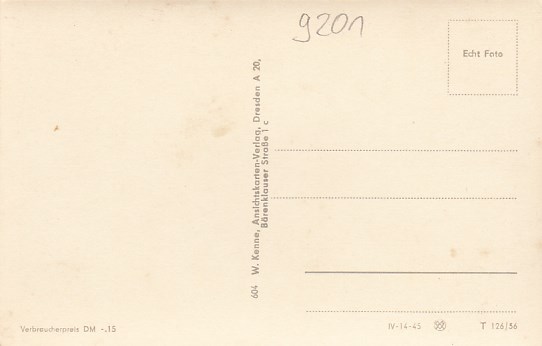 9201
Echt Foto
604 W. Kenne, Ansichtskarten-Verlag, Dresden A 20,
Bärenklauser Straße 1 c
Verbraucherpreis DM -.15
IV-14-45
T 126/56